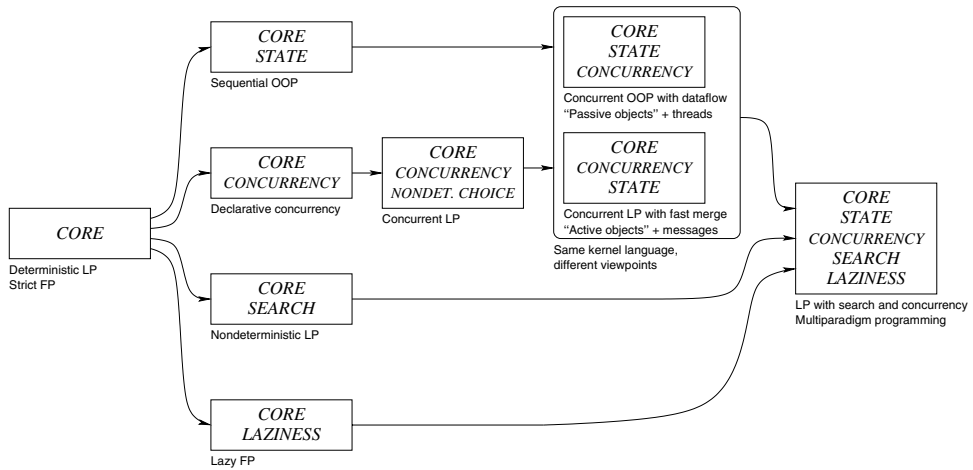 CORE
Deterministic LP
Strict FP
CORE
STATE
Sequential OOP
CORE
CONCURRENCY
Declarative concurrency
CORE
SEARCH
Nondeterministic LP
CORE
LAZINESS
Lazy FP
CORE
CONCURRENCY
NONDET. CHOICE
Concurrent LP
CORE
STATE
CONCURRENCY
Concurrent OOP with dataflow
“Passive objects” + threads
CORE
CONCURRENCY
STATE
Concurrent LP with fast merge
“Active objects” + messages
Same kernel language,
different viewpoints
CORE
STATE
CONCURRENCY
SEARCH
LAZINESS
LP with search and concurrency
Multiparadigm programming